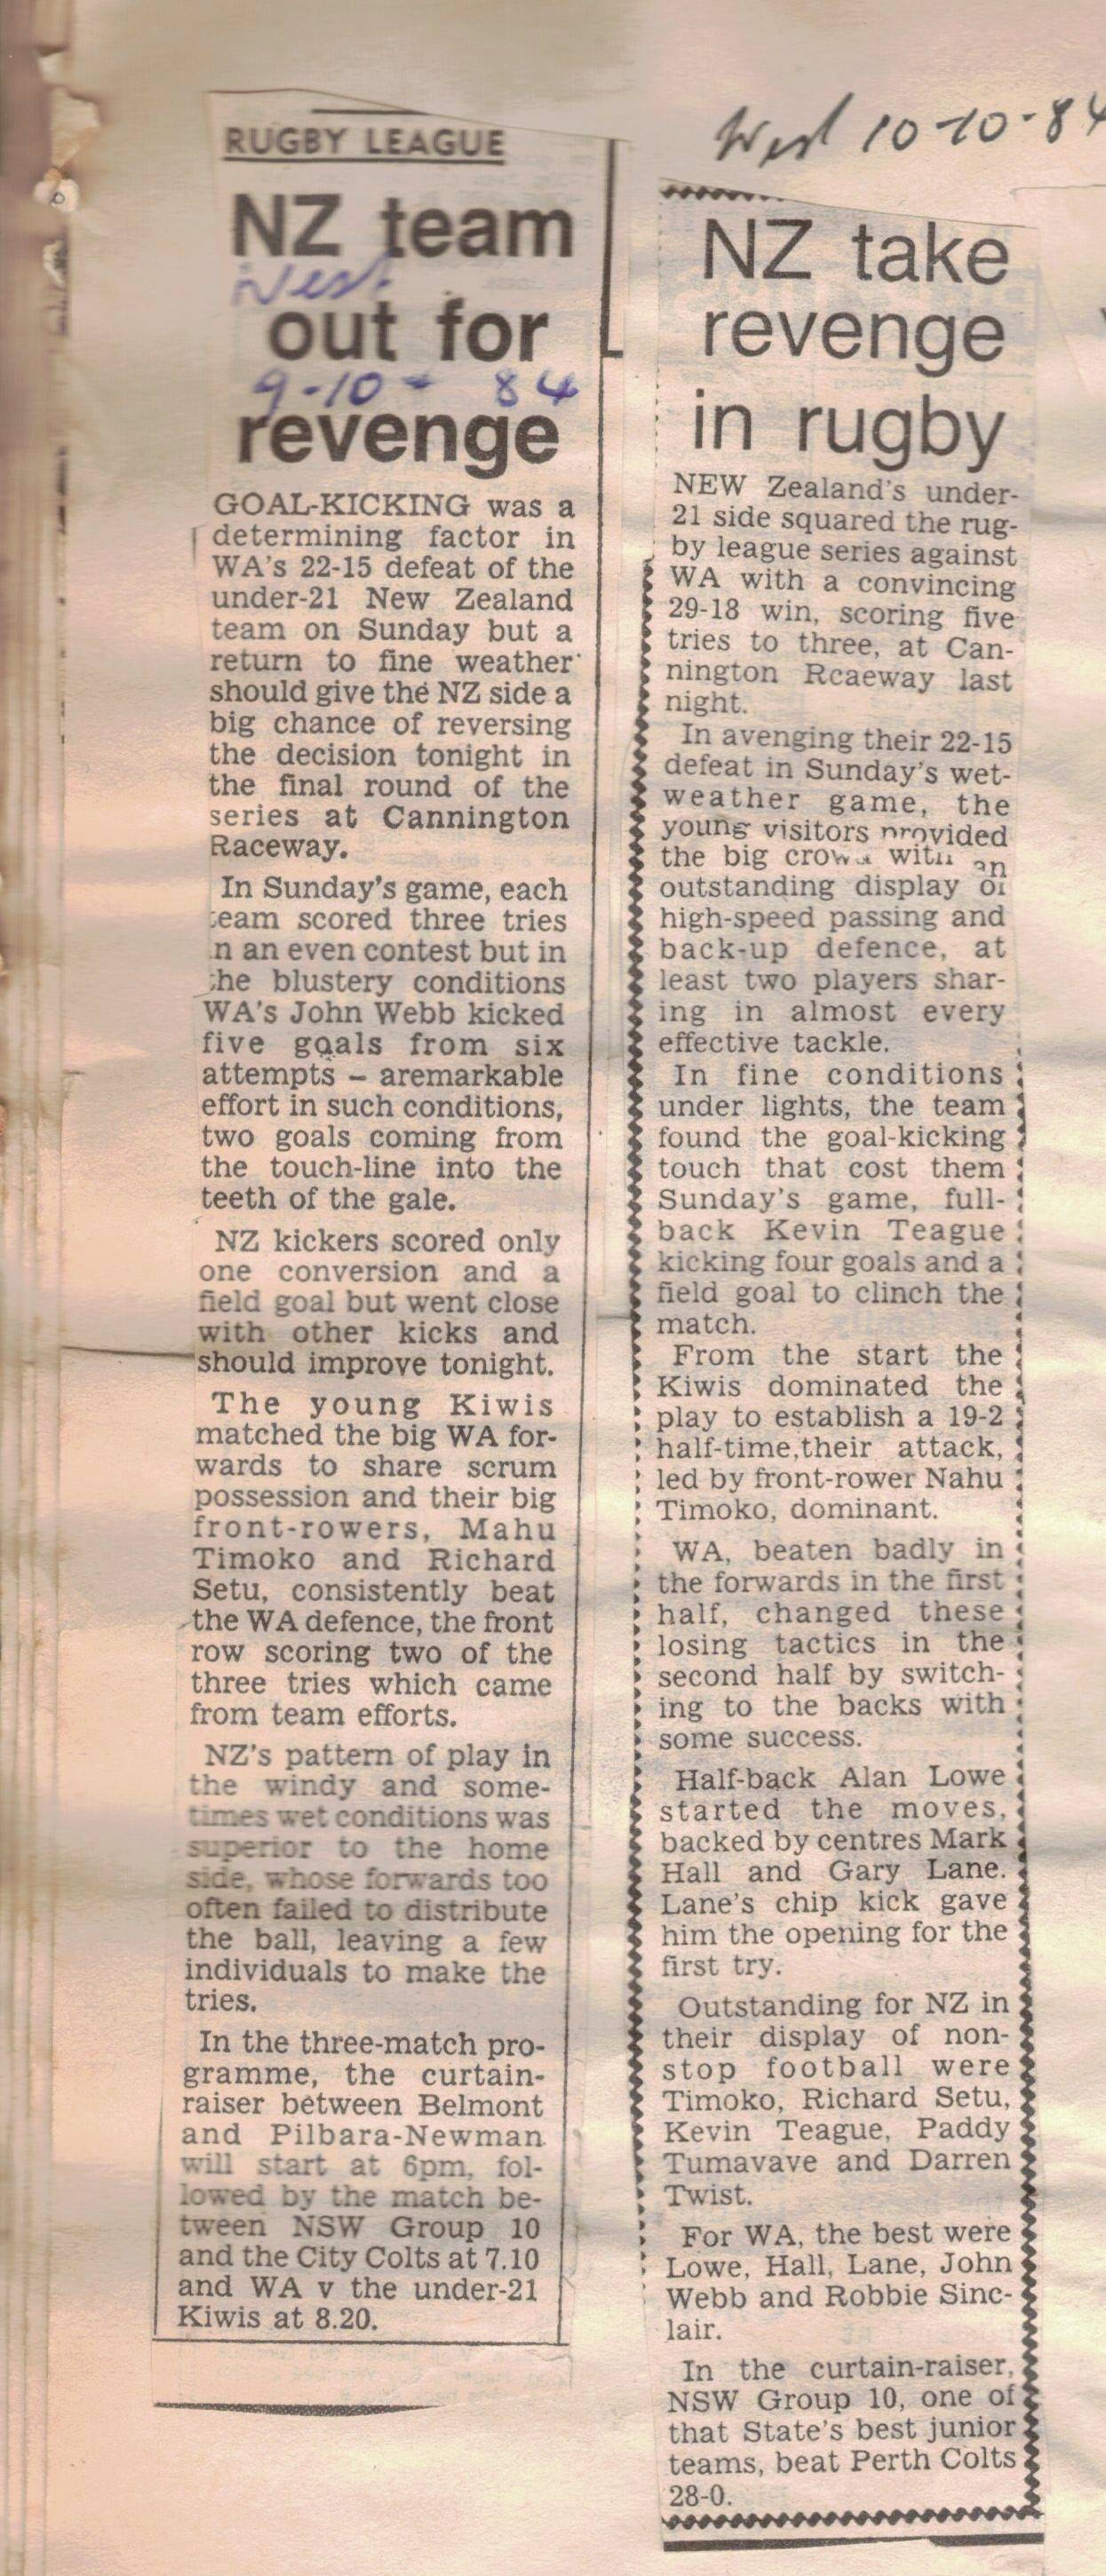 RUGBY LEAGUE
NZ team
West
out for
9-10-84
revenge
GOAL-KICKING was a
determining factor in
WA's 22-15 defeat of the
under-21 New Zealand
team on Sunday but a
return to fine weather
should give the NZ side a
big chance of reversing
the decision tonight in
the final round of the
series at Cannington
Raceway.
In Sunday's game, each
team scored three tries
in an even contest but in
the blustery conditions
WA's John Webb kicked
five goals from six
attempts – aremarkable
effort in such conditions,
two goals coming from
the touch-line into the
teeth of the gale.
NZ kickers scored only
one conversion and a
field goal but went close
with other kicks and
should improve tonight.
The young Kiwis
matched the big WA for-
wards to share scrum
possession and their big
front-rowers, Mahu
Timoko and Richard
Setu, consistently beat
the WA defence, the front
row scoring two of the
three tries which came
from team efforts.
NZ's pattern of play in
the windy and some-
times wet conditions was
superior to the home
side, whose forwards too
often failed to distribute
the ball, leaving a few
individuals to make the
tries.
In the three-match pro-
gramme, the curtain-
raiser between Belmont
and Pilbara-Newman
will start at 6pm, fol-
lowed by the match be-
tween NSW Group 10
and the City Colts at 7.10
and WA v the under-21
Kiwis at 8.20.
West 10-10-84
NZ take
revenge
in rugby
NEW Zealand's under-
21 side squared the rug-
by league series against
WA with a convincing
29-18 win, scoring five
tries to three, at Can-
nington Rcaeway last
night.
In avenging their 22-15
defeat in Sunday's wet-
weather game, the
young visitors provided
the big crowd with an
outstanding display of
high-speed passing and
back-up defence, at
least two players shar-
ing in almost every
effective tackle.
In fine conditions
under lights, the team
found the goal-kicking
touch that cost them
Sunday's game, full-
back Kevin Teague
kicking four goals and a
field goal to clinch the
match.
From the start the
Kiwis dominated the
play to establish a 19-2
half-time,their attack,
led by front-rower Nahu
Timoko, dominant.
WA, beaten badly in
the forwards in the first
half, changed these
losing tactics in the
second half by switch-
ing to the backs with
some success.
Half-back Alan Lowe
started the moves,
backed by centres Mark
Hall and Gary Lane.
Lane's chip kick gave
him the opening for the
first try.
Outstanding for NZ in
their display of non-
stop football were
Timoko, Richard Setu,
Kevin Teague, Paddy
Tumavave and Darren
Twist.
For WA, the best were
Lowe, Hall, Lane, John
Webb and Robbie Sinc-
lair.
In the curtain-raiser,
NSW Group 10, one of
that State's best junior
teams, beat Perth Colts
28-0.